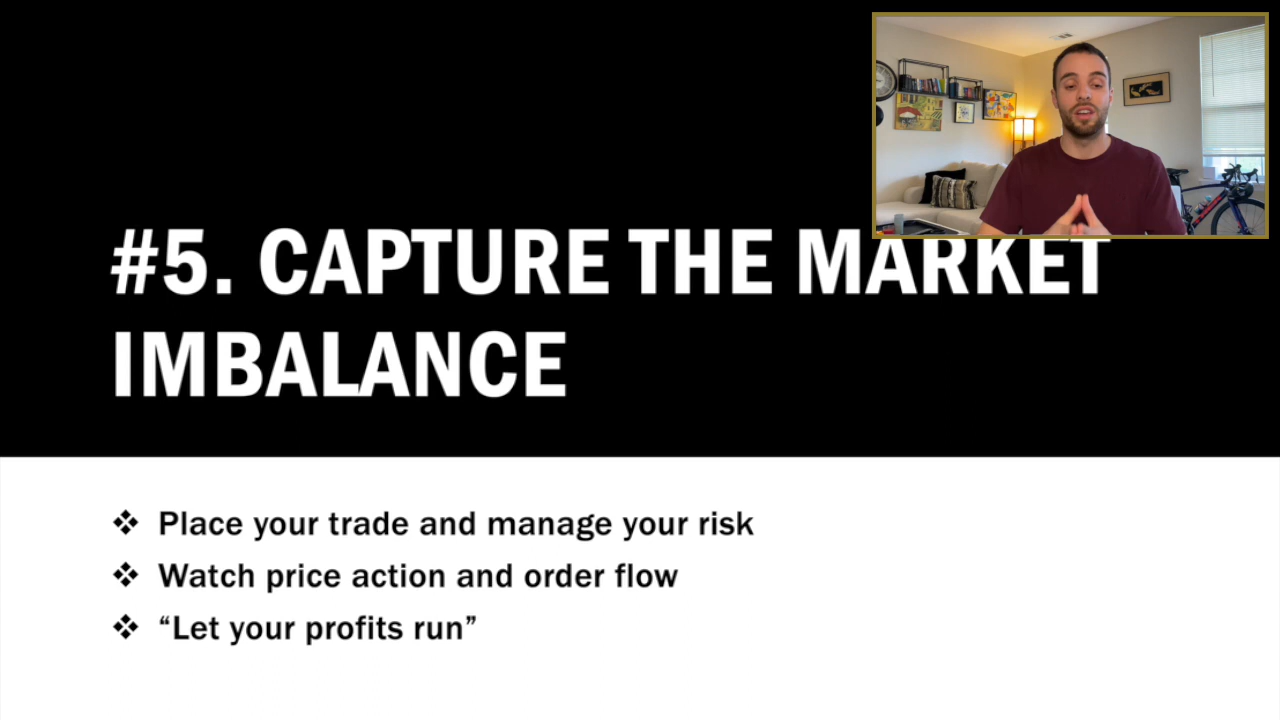 #5. CAPTURE THE MARKET
IMBALANCE
❖ Place your trade and manage your risk
❖ Watch price action and order flow
❖ “Let your profits run”